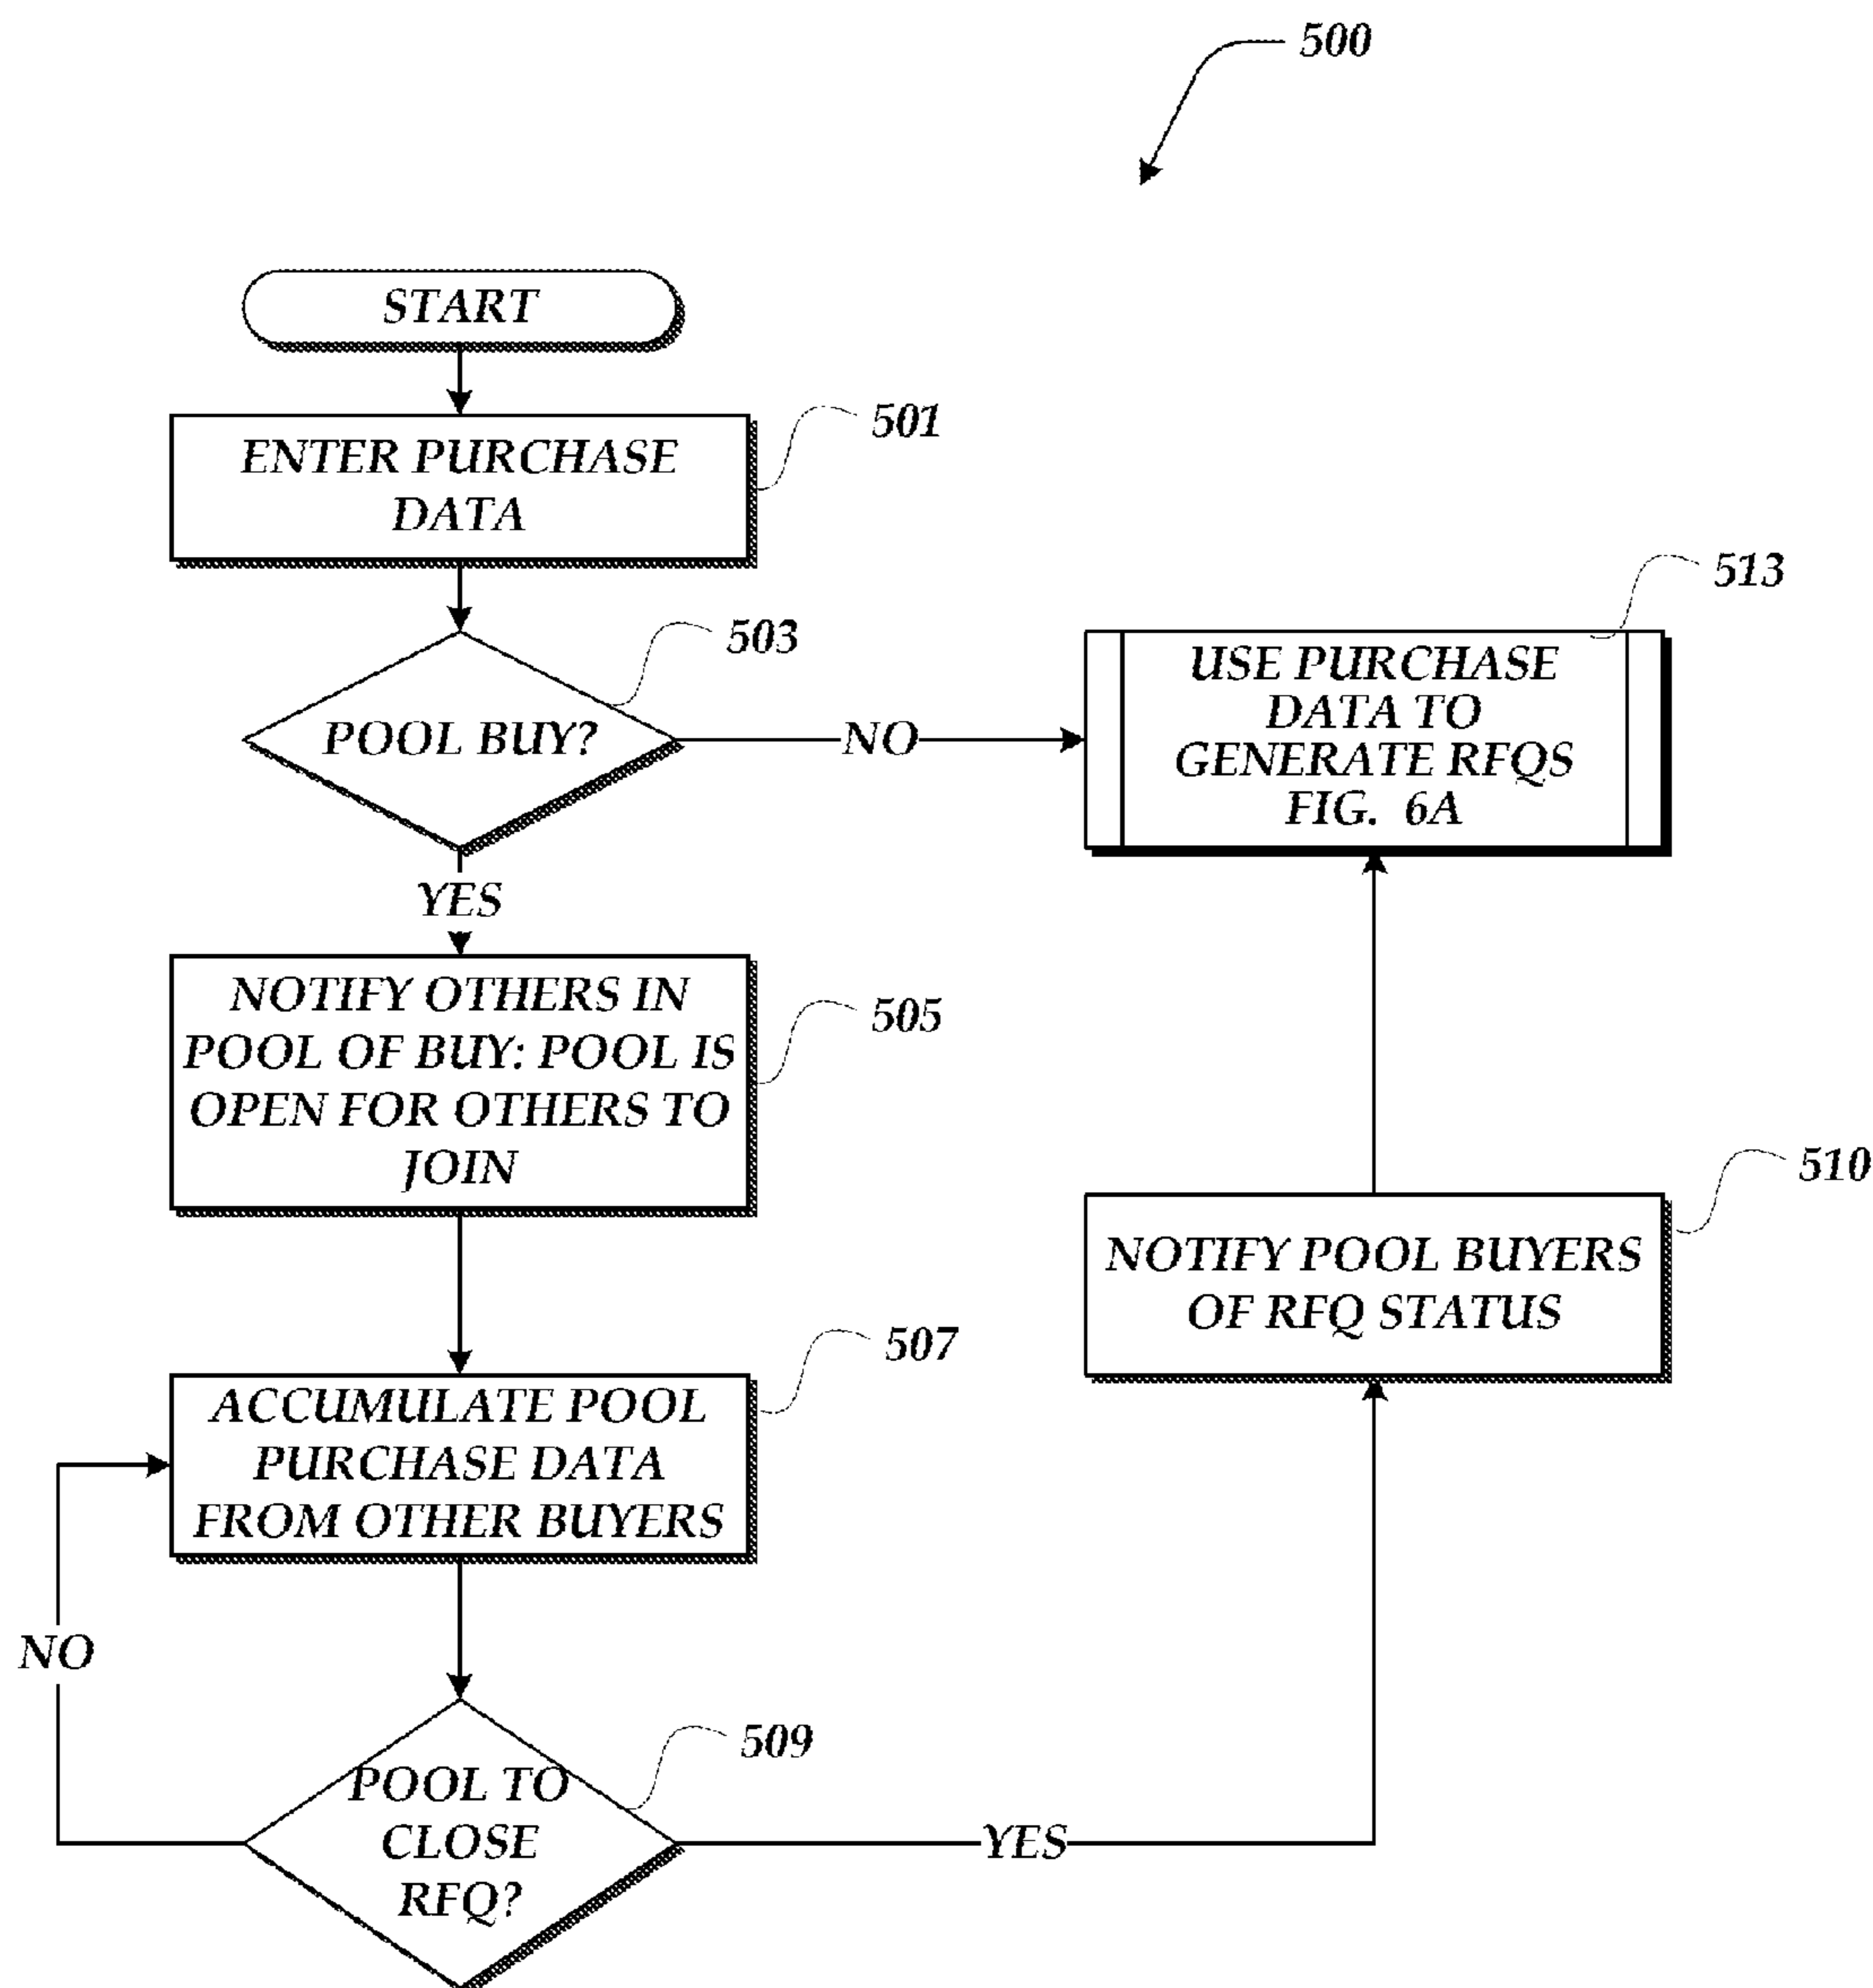 500
START
ENTER PURCHASE
DATA
501
POOL BUY?
503
NO
USE PURCHASE
DATA TO
GENERATE RFQS
FIG. 6A
513
YES
NOTIFY OTHERS IN
POOL OF BUY: POOL IS
OPEN FOR OTHERS TO
JOIN
505
NOTIFY POOL BUYERS
OF RFQ STATUS
510
ACCUMULATE POOL
PURCHASE DATA
FROM OTHER BUYERS
507
NO
POOL TO
CLOSE
RFQ?
509
YES